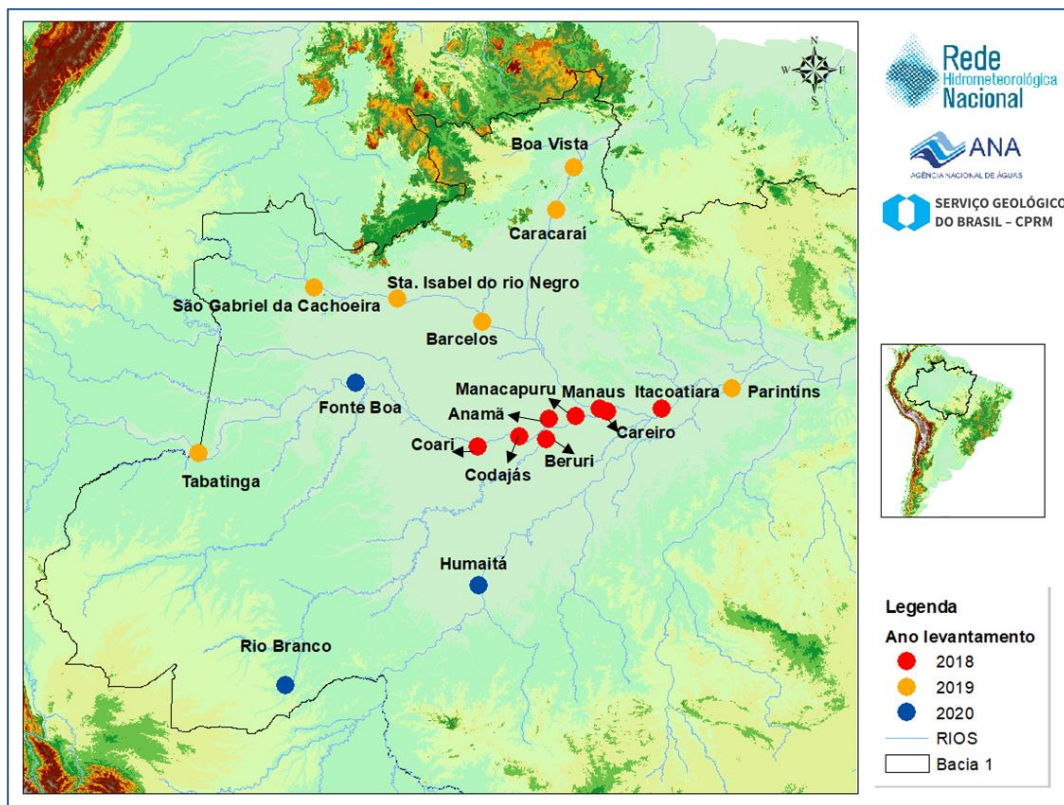 N
W E
S
Boa Vista
Caracaraí
Sta. Isabel do rio Negro
São Gabriel da Cachoeira
Barcelos
Fonte Boa
Manacapuru
Manaus
Itacoatiara
Parintins
Anamã
Careiro
Coari
Codajás
Beruri
Tabatinga
Humaitá
Rio Branco
Rede
Hidrometeorológica
Nacional
ANA
AGÊNCIA NACIONAL DE ÁGUAS
SERVIÇO GEOLÓGICO
DO BRASIL – CPRM
Legenda
Ano levantamento
2018
2019
2020
RIOS
Bacia 1